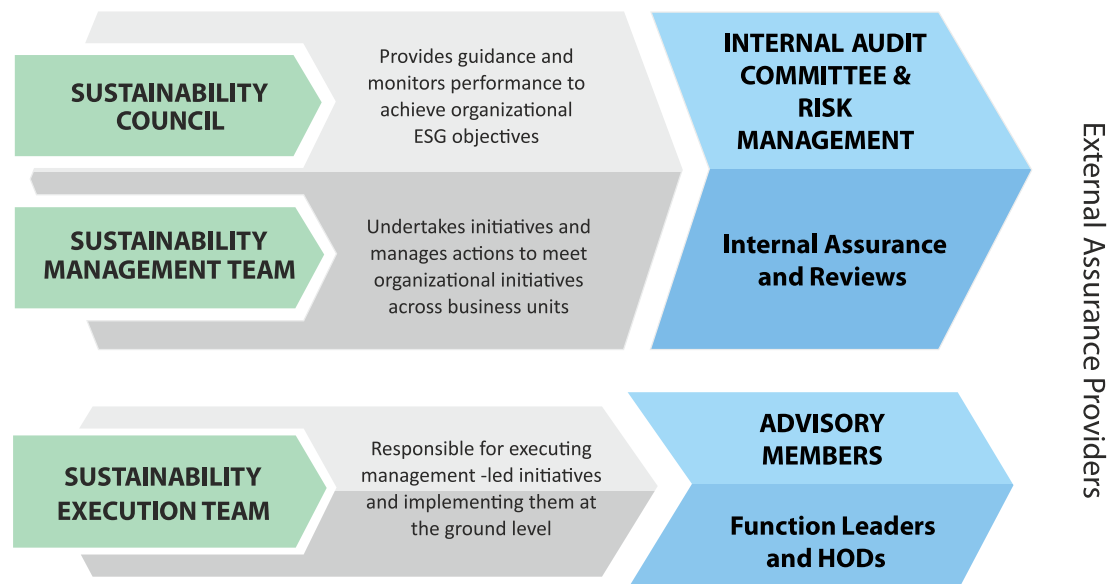 SUSTAINABILITY
COUNCIL
Provides guidance and
monitors performance to
achieve organizational
ESG objectives
INTERNAL AUDIT
COMMITTEE &
RISK
MANAGEMENT
SUSTAINABILITY
MANAGEMENT TEAM
Undertakes initiatives and
manages actions to meet
organizational initiatives
across business units
Internal Assurance
and Reviews
SUSTAINABILITY
EXECUTION TEAM
Responsible for executing
management -led initiatives
and implementing them at
the ground level
ADVISORY
MEMBERS
Function Leaders
and HODs
External Assurance Providers